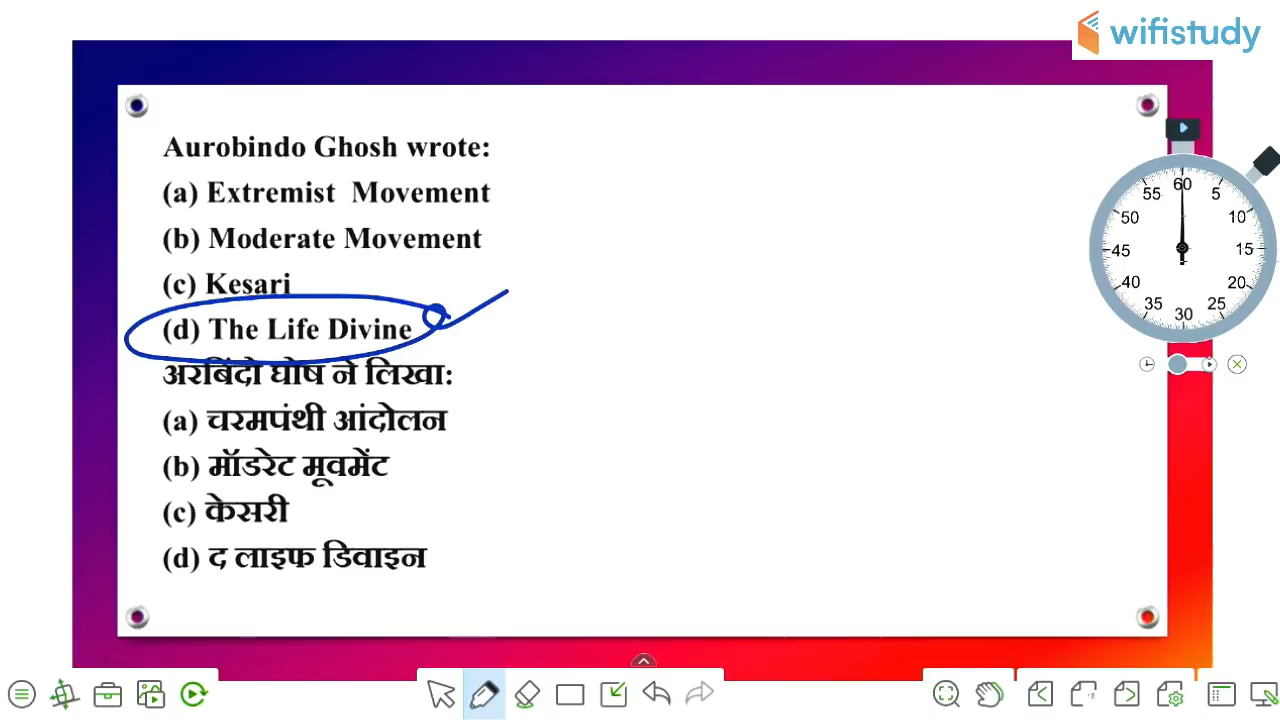 wifistudy
Aurobindo Ghosh wrote:
(a) Extremist Movement
(b) Moderate Movement
(c) Kesari
(d) The Life Divine
अरबिंदो घोष ने लिखा:
(a) चरमपंथी आंदोलन
(b) मॉडरेट मूवमेंट
(c) केसरी
(d) द लाइफ डिवाइन
60
55
5
50
10
45
15
40
20
35
25
30